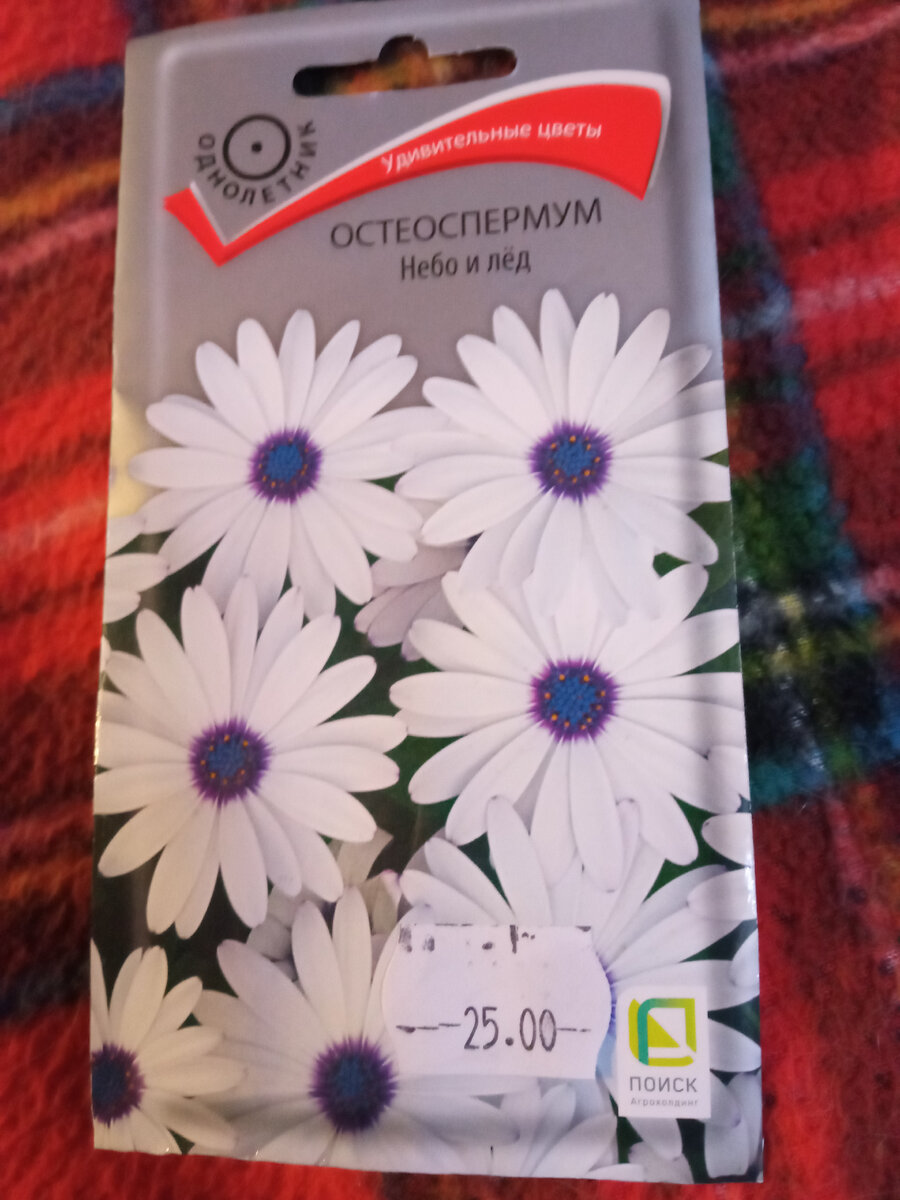 ОДНОЛЕТНИК
Удивительные цветы
ОСТЕОСПЕРМУМ
Небо и лёд
25.00
ПОИСК
Агрохолдинг